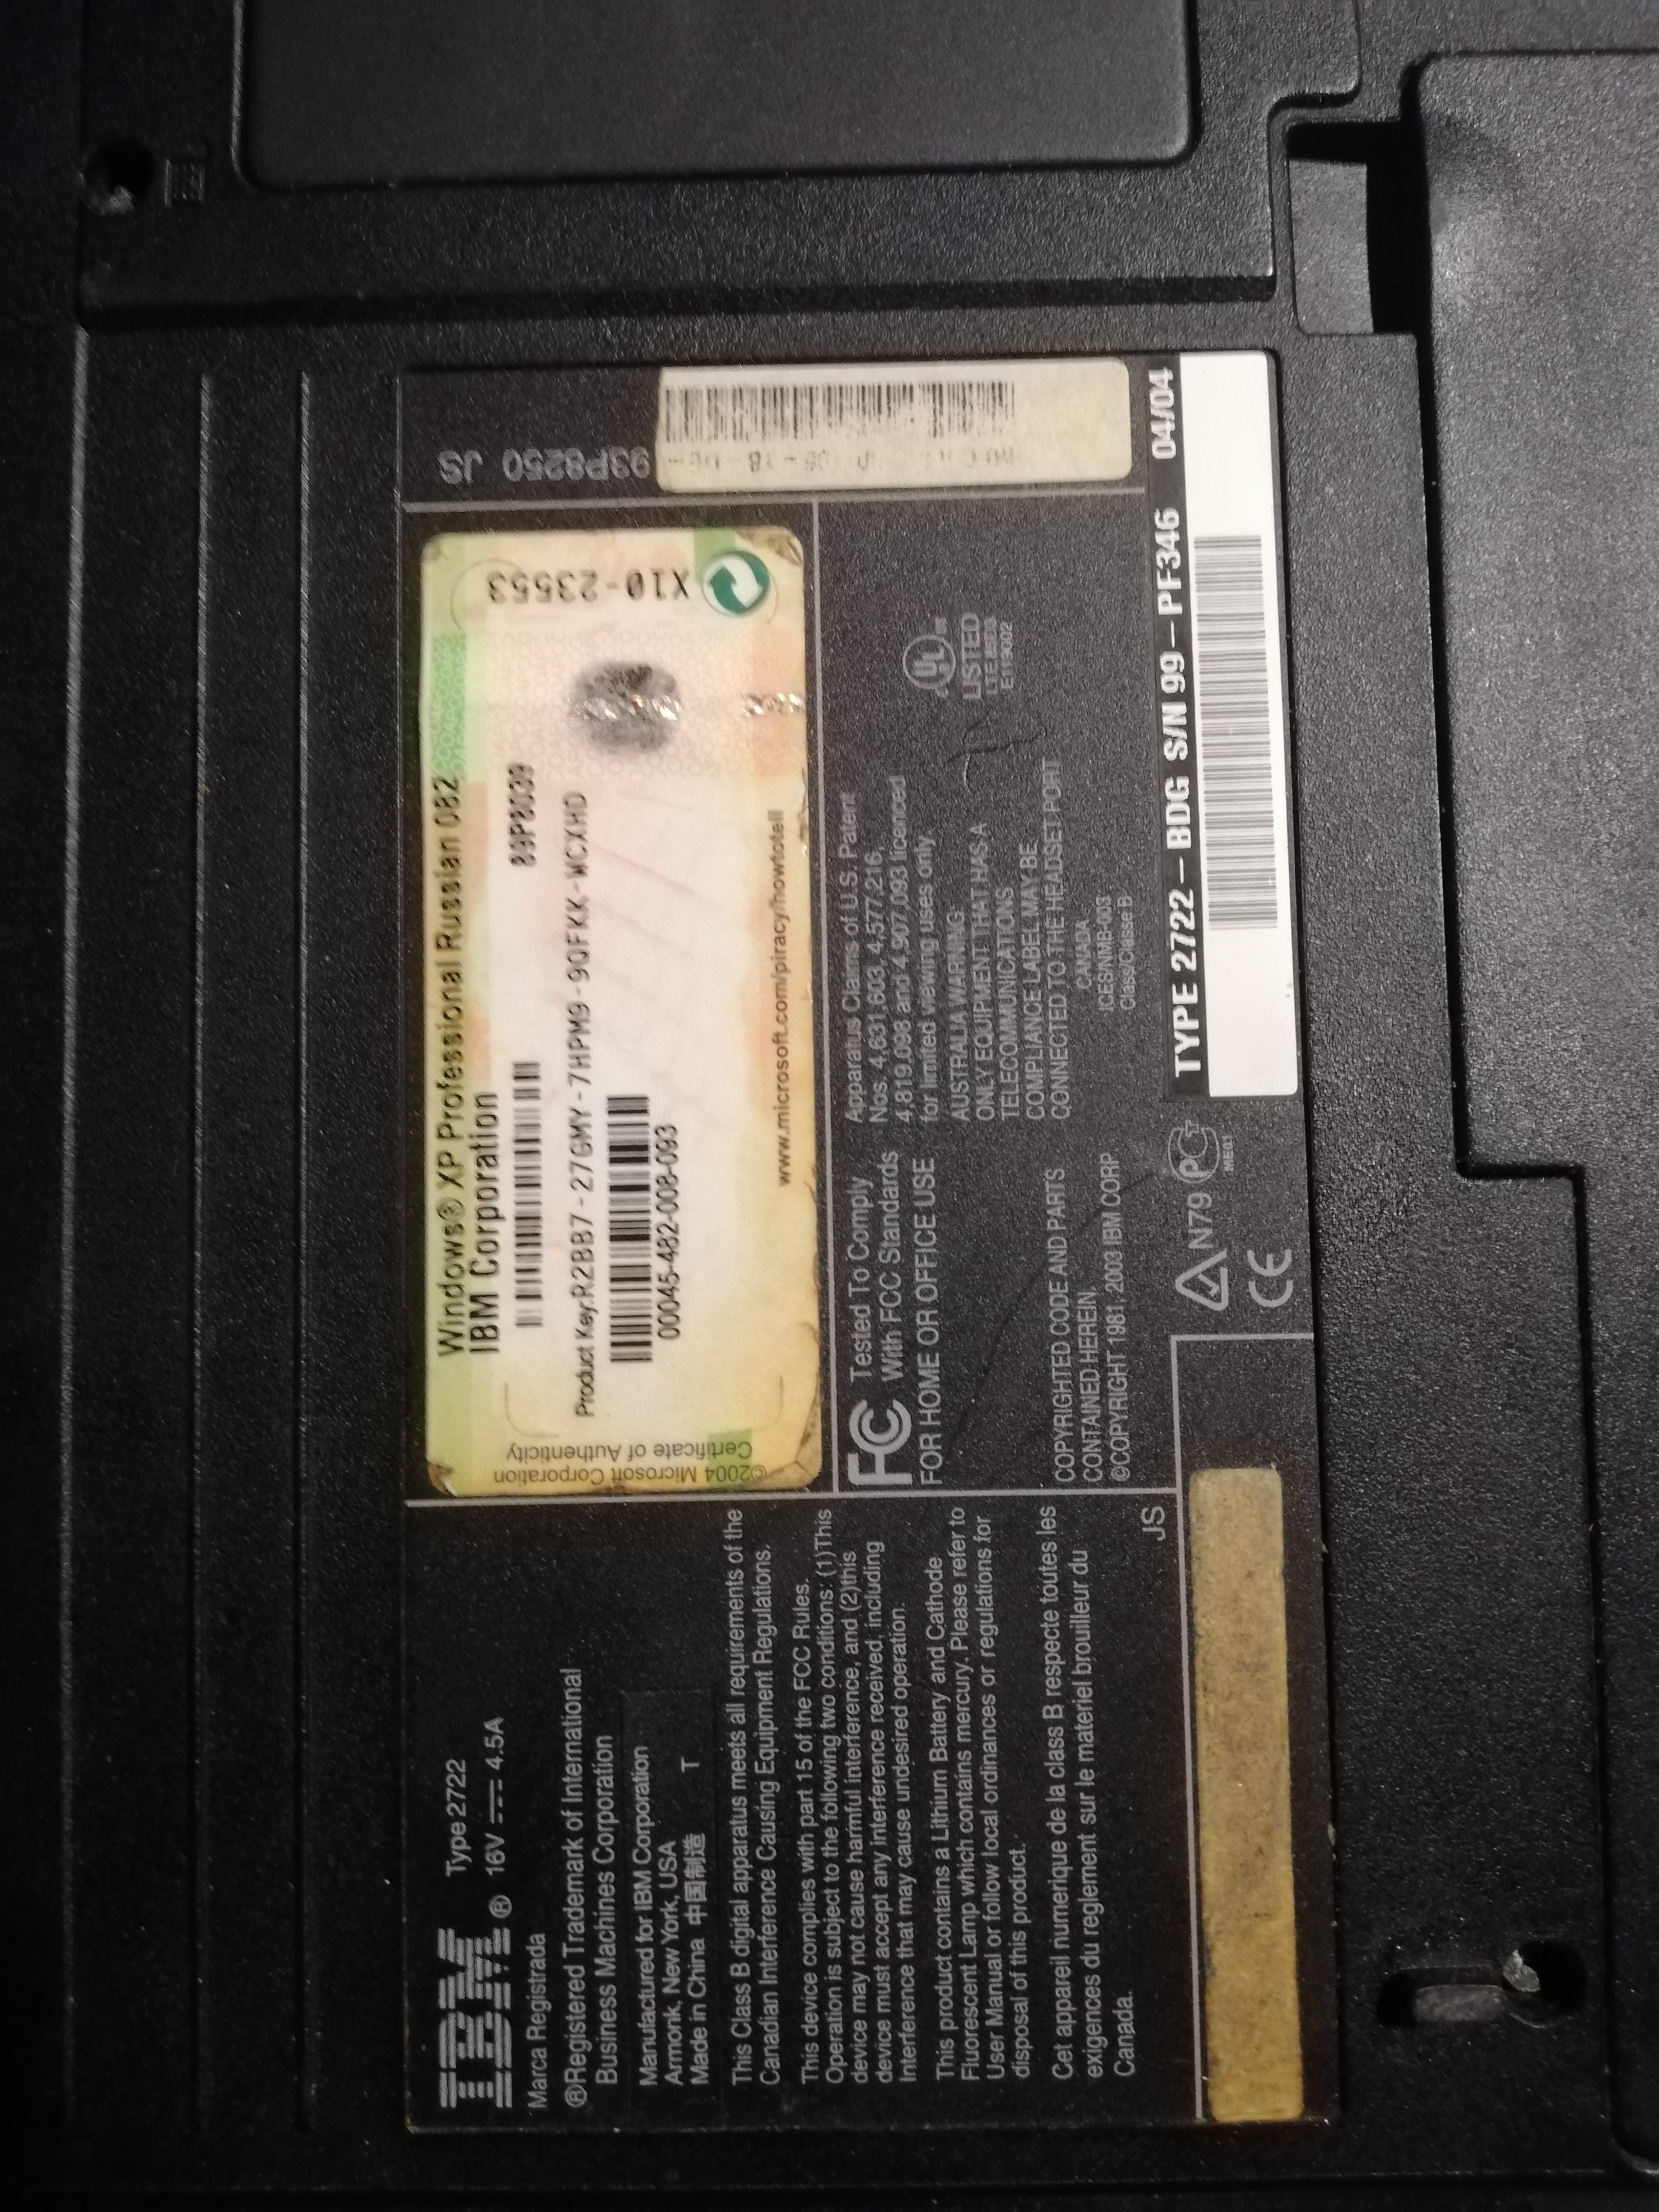 IBM®
Type 2722
16V 4.5A
Marca Registrada
®Registered Trademark of International
Business Machines Corporation
Manufactured for IBM Corporation
Armonk, New York, USA
Made in China 中国制造 T
This Class B digital apparatus meets all requirements of the
Canadian Interference Causing Equipment Regulations.
This device complies with part 15 of the FCC Rules.
Operation is subject to the following two conditions: (1)This
device may not cause harmful interference, and (2)this
device must accept any interference received, including
interference that may cause undesired operation.
This product contains a Lithium Battery and Cathode
Fluorescent Lamp which contains mercury. Please refer to
User Manual or follow local ordinances or regulations for
disposal of this product.
Cet appareil numerique de la class B respecte toutes les
exigences du reglement sur le materiel brouilleur du
Canada.
JS
©2004 Microsoft Corporation
Certificate of Authenticity
Windows® XP Professional Russian 082
IBM Corporation
89P8039
Product Key:R2BB7-27GMY-7HPM9-9QFKK-WCXHD
00045-482-008-093
www.microsoft.com/piracy/howtotell
X10-23553
93P8250 JS
FC Tested To Comply
With FCC Standards
FOR HOME OR OFFICE USE
COPYRIGHTED CODE AND PARTS
CONTAINED HEREIN.
©COPYRIGHT 1981, 2003 IBM CORP
Apparatus Claims of U.S. Patent
Nos. 4,631,603, 4,577,216,
4,819,098 and 4,907,093 licenced
for limited viewing uses only.
AUSTRALIA WARNING:
ONLY EQUIPMENT THAT HAS A
TELECOMMUNICATIONS
COMPLIANCE LABEL MAY BE
CONNECTED TO THE HEADSET PORT
CANADA
ICES/NMB-003
Class/Classe B
UL
LISTED
I.T.E.
E119002
N79
CE
ME61
TYPE 2722-BDG S/N 99-PF346 04/04